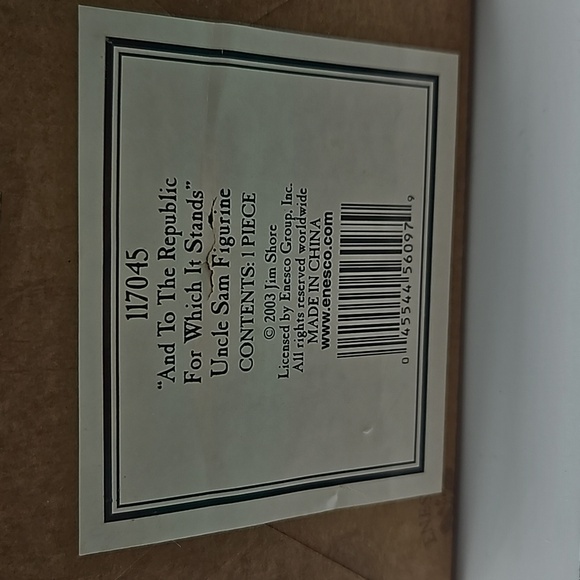 117045
"And To The Republic
For Which It Stands"
Uncle Sam Figurine
CONTENTS: 1 PIECE
© 2003 Jim Shore
Licensed by Enesco Group, Inc.
All rights reserved worldwide
MADE IN CHINA
www.enesco.com
0 45544 56097 9